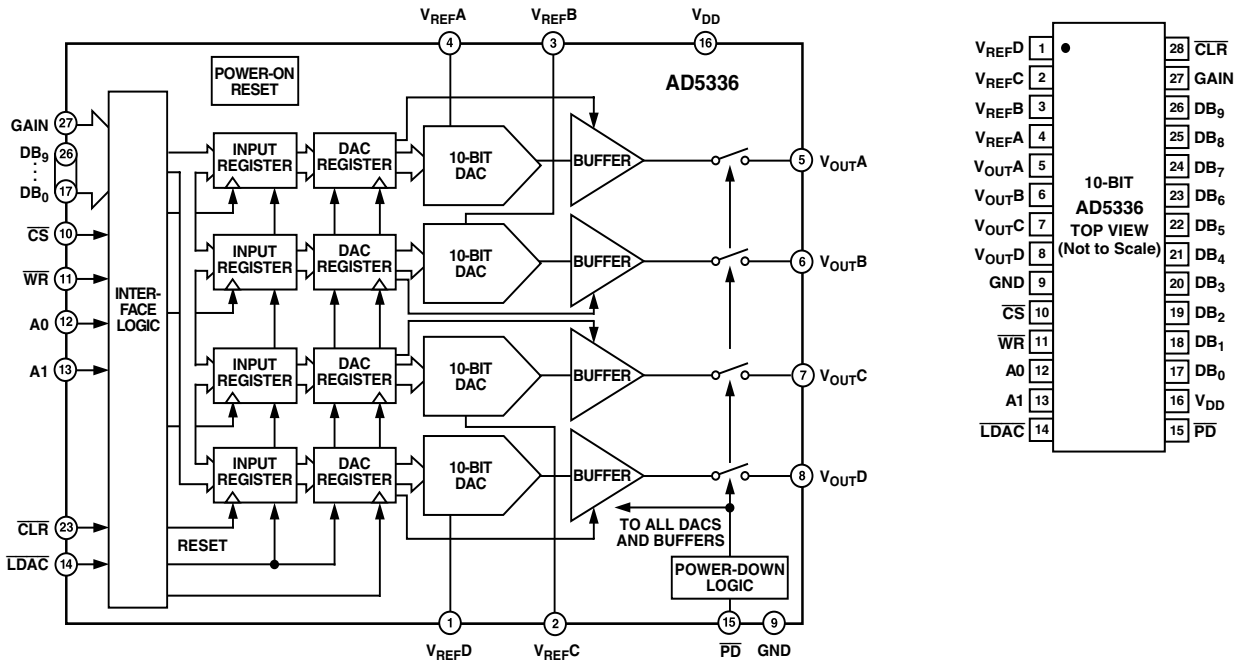 VREFA VREFB VDD
4 3 16
POWER-ON
RESET
AD5336
GAIN 27
DB9 26
DB0 17
CS 10
WR 11
A0 12
A1 13
CLR 23
LDAC 14
INTER-
FACE
LOGIC
INPUT
REGISTER
DAC
REGISTER
10-BIT
DAC
BUFFER
5 VOUTA
INPUT
REGISTER
DAC
REGISTER
10-BIT
DAC
BUFFER
6 VOUTB
INPUT
REGISTER
DAC
REGISTER
10-BIT
DAC
BUFFER
7 VOUTC
INPUT
REGISTER
DAC
REGISTER
10-BIT
DAC
BUFFER
8 VOUTD
RESET
TO ALL DACS
AND BUFFERS
POWER-DOWN
LOGIC
1 2 15 9
VREFD VREFC PD GND
VREFD 1
VREFC 2
VREFB 3
VREFA 4
VOUTA 5
VOUTB 6
VOUTC 7
VOUTD 8
GND 9
CS 10
WR 11
A0 12
A1 13
LDAC 14
10-BIT
AD5336
TOP VIEW
(Not to Scale)
28 CLR
27 GAIN
26 DB9
25 DB8
24 DB7
23 DB6
22 DB5
21 DB4
20 DB3
19 DB2
18 DB1
17 DB0
16 VDD
15 PD